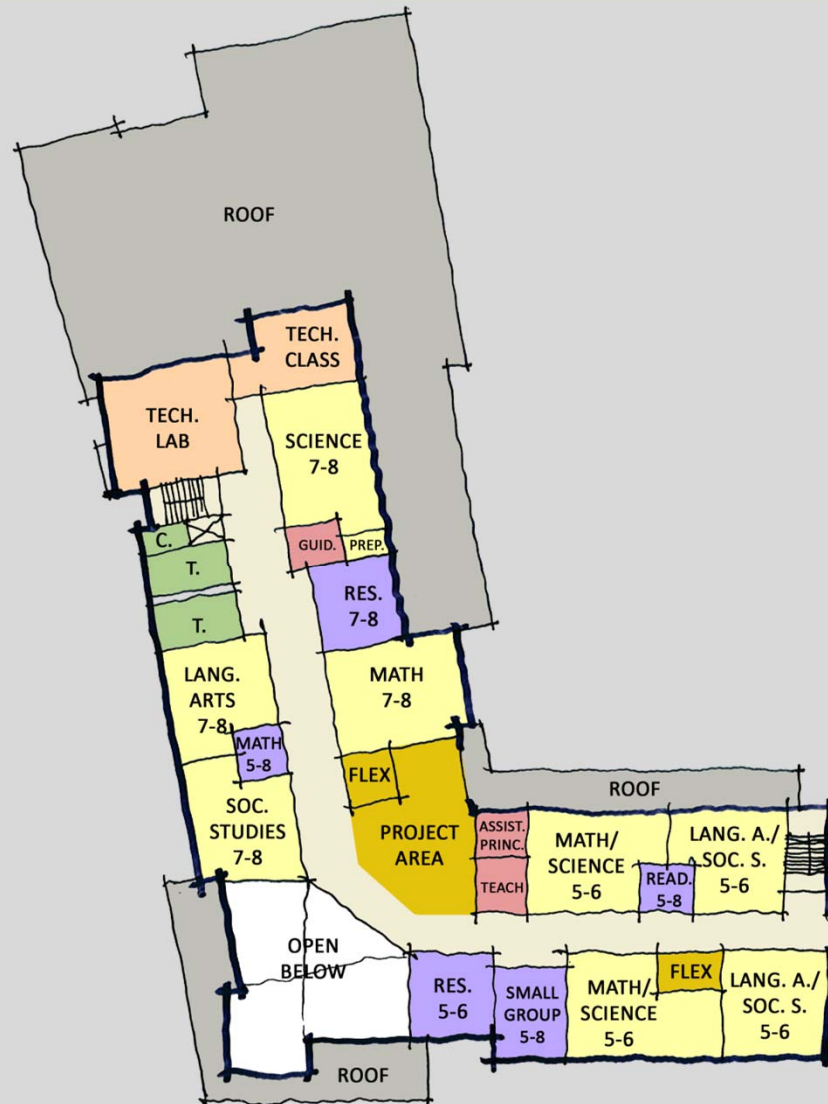 ROOF
TECH.
CLASS
TECH.
LAB
SCIENCE
7-8
C.
GUID.
PREP.
T.
RES.
7-8
T.
LANG.
ARTS
7-8
MATH
7-8
MATH
5-8
FLEX
SOC.
STUDIES
7-8
PROJECT
AREA
ROOF
ASSIST.
PRINC.
TEACH
MATH/
SCIENCE
5-6
READ.
5-8
LANG. A./
SOC. S.
5-6
OPEN
BELOW
RES.
5-6
SMALL
GROUP
5-8
MATH/
SCIENCE
5-6
FLEX
LANG. A./
SOC. S.
5-6
ROOF